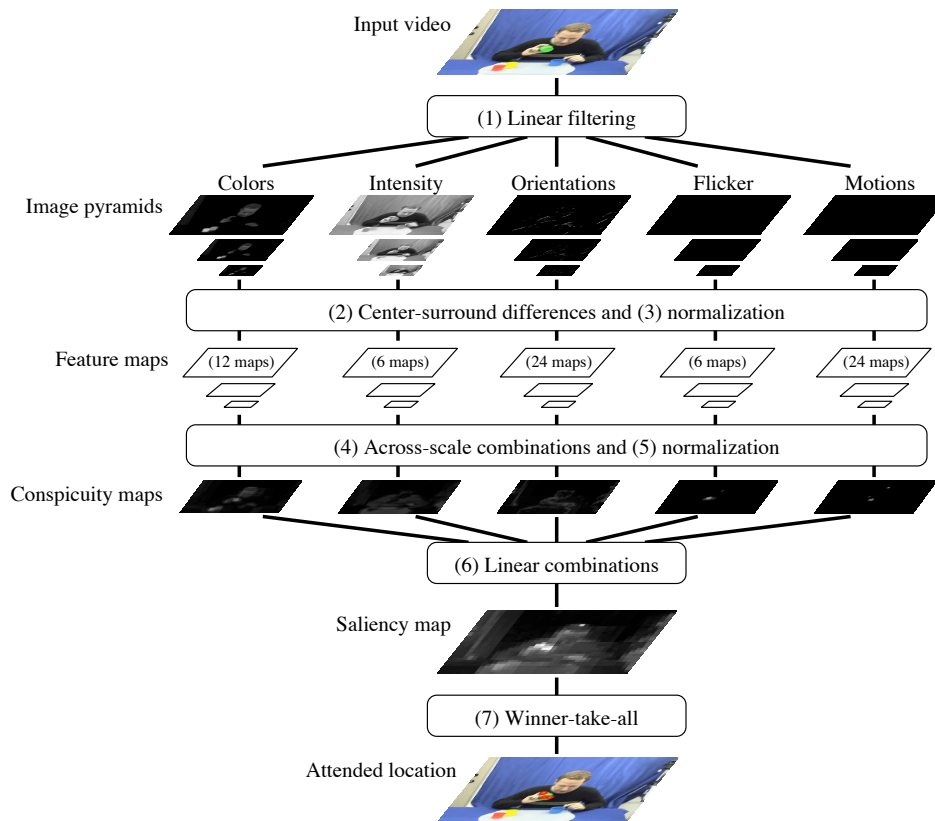 Input video
(1) Linear filtering
Colors Intensity Orientations Flicker Motions
Image pyramids
(2) Center-surround differences and (3) normalization
Feature maps (12 maps) (6 maps) (24 maps) (6 maps) (24 maps)
(4) Across-scale combinations and (5) normalization
Conspicuity maps
(6) Linear combinations
Saliency map
(7) Winner-take-all
Attended location